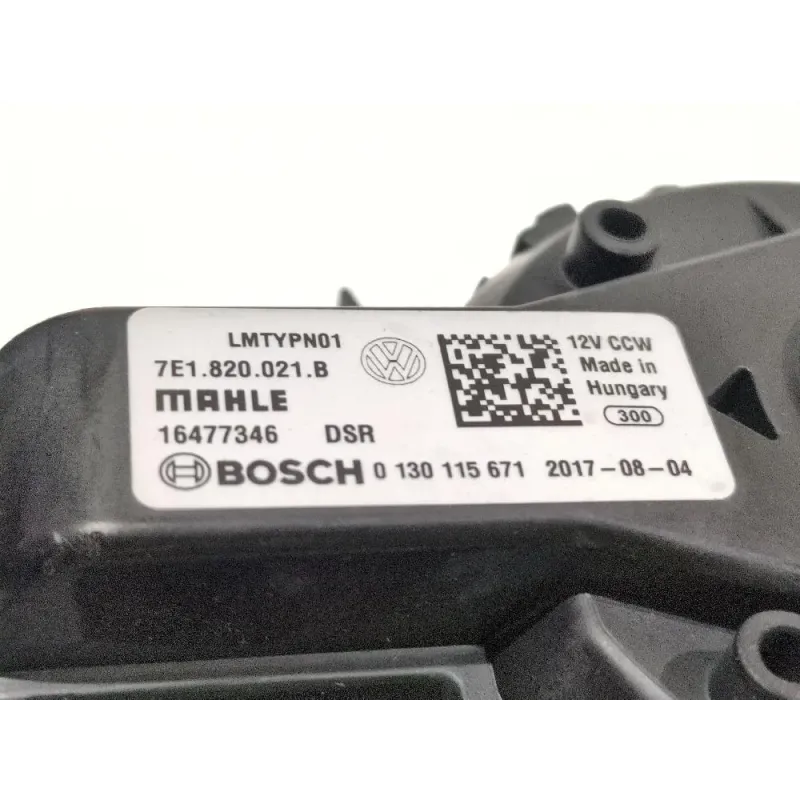 LMTYPN01
7E1.820.021.B
MAHLE
16477346 DSR
BOSCH 0 130 115 671 2017-08-04
12V CCW
Made in
Hungary
300